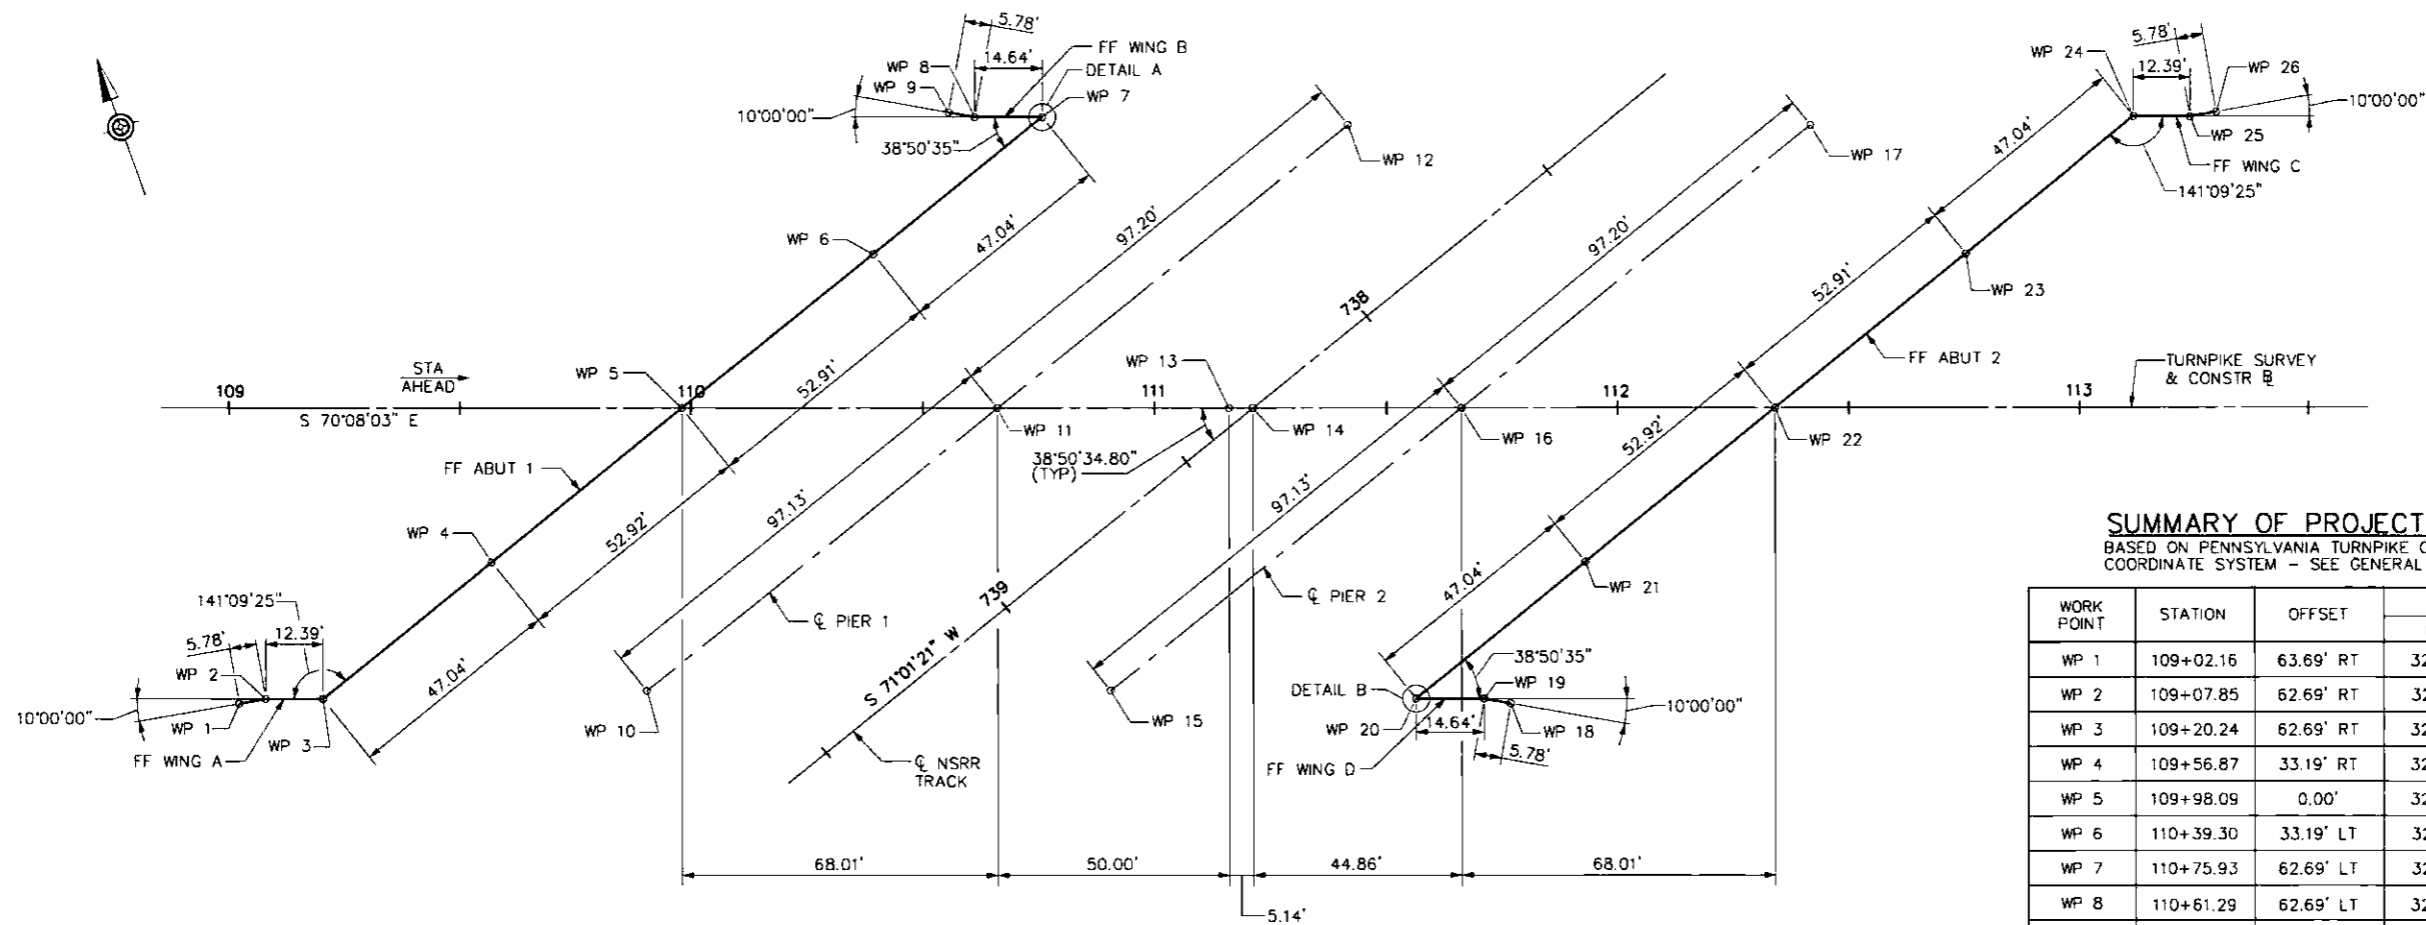 5.78'
14.64'
FF WING B
DETAIL A
WP 8
WP 9
WP 7
10°00'00"
38°50'35"
WP 6
47.04'
97.20'
WP 12
738
97.20'
WP 17
WP 24
5.78'
12.39'
WP 26
10°00'00"
WP 25
FF WING C
141°09'25"
47.04'
52.91'
WP 23
FF ABUT 2
TURNPIKE SURVEY
& CONSTR ℄
109
STA
AHEAD
S 70°08'03" E
WP 5
110
52.91'
WP 11
WP 13
111
WP 14
38°50'34.80"
(TYP)
WP 16
112
WP 22
113
FF ABUT 1
WP 4
52.92'
97.13'
97.13'
52.92'
WP 21
47.04'
141°09'25"
5.78'
12.39'
WP 2
10°00'00"
WP 1
WP 3
FF WING A
47.04'
WP 10
℄ PIER 1
739
S 71°01'21" W
℄ NSRR
TRACK
℄ PIER 2
WP 15
38°50'35"
DETAIL B
WP 19
WP 20
14.64'
WP 18
10°00'00"
5.78'
FF WING D
68.01'
50.00'
44.86'
68.01'
5.14'
SUMMARY OF PROJECT
BASED ON PENNSYLVANIA TURNPIKE
COORDINATE SYSTEM - SEE GENERAL
WORK POINT STATION OFFSET
WP 1 109+02.16 63.69' RT 32
WP 2 109+07.85 62.69' RT 32
WP 3 109+20.24 62.69' RT 32
WP 4 109+56.87 33.19' RT 32
WP 5 109+98.09 0.00' 32
WP 6 110+39.30 33.19' LT 32
WP 7 110+75.93 62.69' LT 32
WP 8 110+61.29 62.69' LT 32